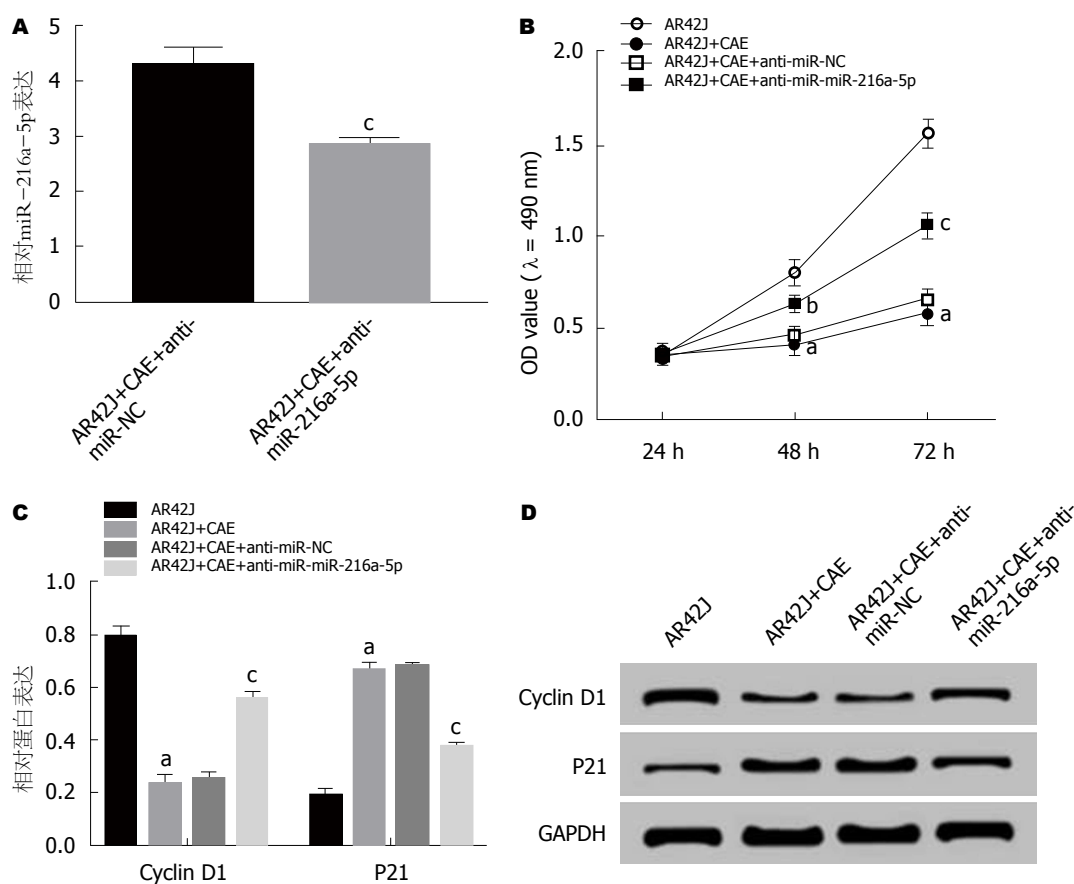 A
相对miR-216a-5p表达
5
4
3
2
1
0
c
AR42J+CAE+anti-
miR-NC
AR42J+CAE+anti-
miR-216a-5p
B
AR42J
AR42J+CAE
AR42J+CAE+anti-miR-NC
AR42J+CAE+anti-miR-miR-216a-5p
OD value ( λ = 490 nm)
2.0
1.5
1.0
0.5
0.0
c
b
a
a
24 h
48 h
72 h
C
AR42J
AR42J+CAE
AR42J+CAE+anti-miR-NC
AR42J+CAE+anti-miR-miR-216a-5p
相对蛋白表达
1.0
0.8
0.6
0.4
0.2
0.0
a
c
a
c
Cyclin D1
P21
D
AR42J
AR42J+CAE
AR42J+CAE+anti-
miR-NC
AR42J+CAE+anti-
miR-216a-5p
Cyclin D1
P21
GAPDH